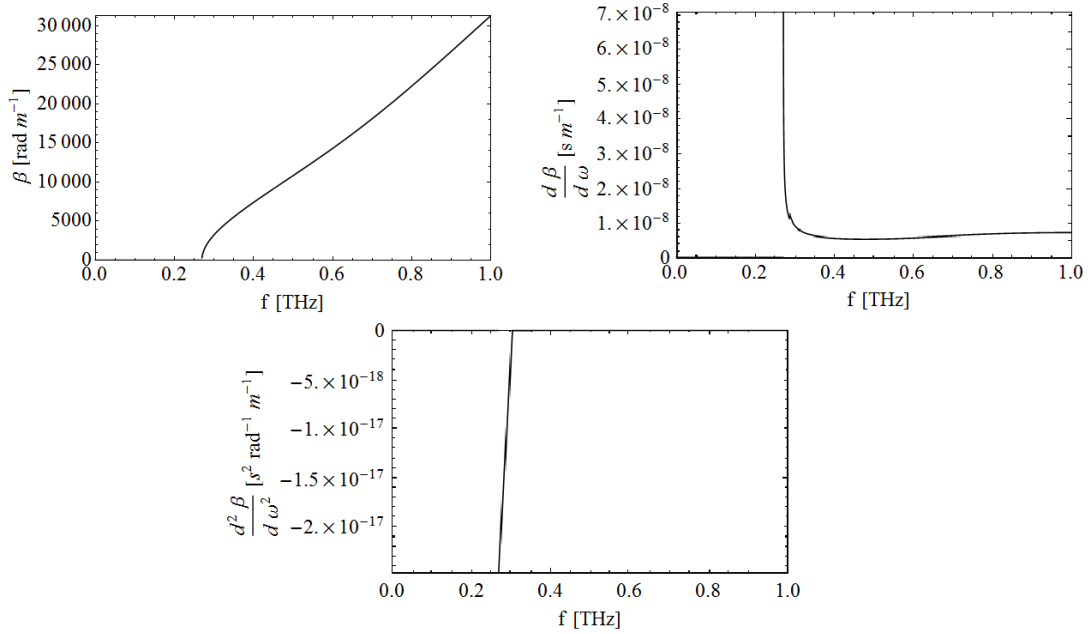 30 000
25 000
20 000
15 000
10 000
5000
0
β [rad m⁻¹]
0.0 0.2 0.4 0.6 0.8 1.0
f [THz]
7.×10⁻⁸
6.×10⁻⁸
5.×10⁻⁸
4.×10⁻⁸
3.×10⁻⁸
2.×10⁻⁸
1.×10⁻⁸
0
d β
d ω
[s m⁻¹]
0.0 0.2 0.4 0.6 0.8 1.0
f [THz]
0
−5.×10⁻¹⁸
−1.×10⁻¹⁷
−1.5×10⁻¹⁷
−2.×10⁻¹⁷
d² β
d ω²
[s² rad⁻¹ m⁻¹]
0.0 0.2 0.4 0.6 0.8 1.0
f [THz]